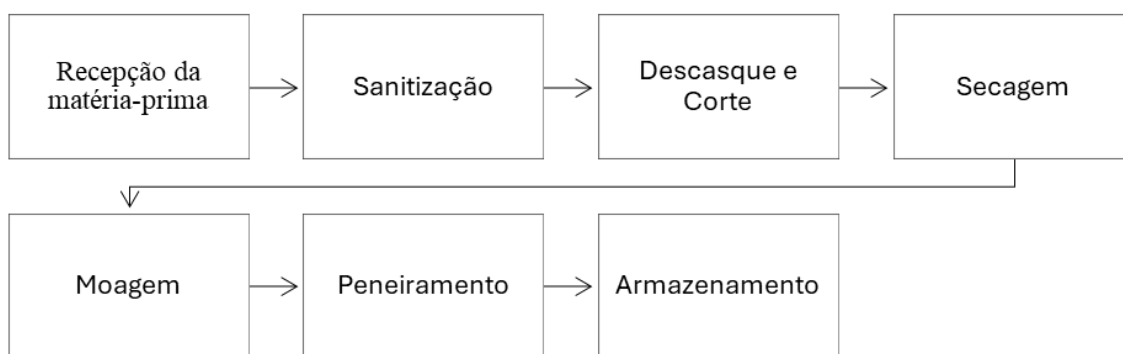 Recepção da
matéria-prima
Sanitização
Descasque e
Corte
Secagem
Moagem
Peneiramento
Armazenamento